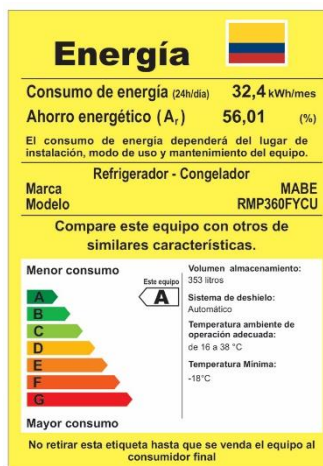 Energía
Consumo de energía (24h/día) 32,4 kWh/mes
Ahorro energético (Aᵣ) 56,01 (%)
El consumo de energía dependerá del lugar de
instalación, modo de uso y mantenimiento del equipo.
Refrigerador - Congelador
Marca MABE
Modelo RMP360FYCU
Compare este equipo con otros de
similares características.
Menor consumo
Este equipo
A
A
B
C
D
E
F
G
Mayor consumo
Volumen almacenamiento:
353 litros
Sistema de deshielo:
Automático
Temperatura ambiente de
operación adecuada:
de 16 a 38 °C
Temperatura Mínima:
-18°C
No retirar esta etiqueta hasta que se venda el equipo al
consumidor final